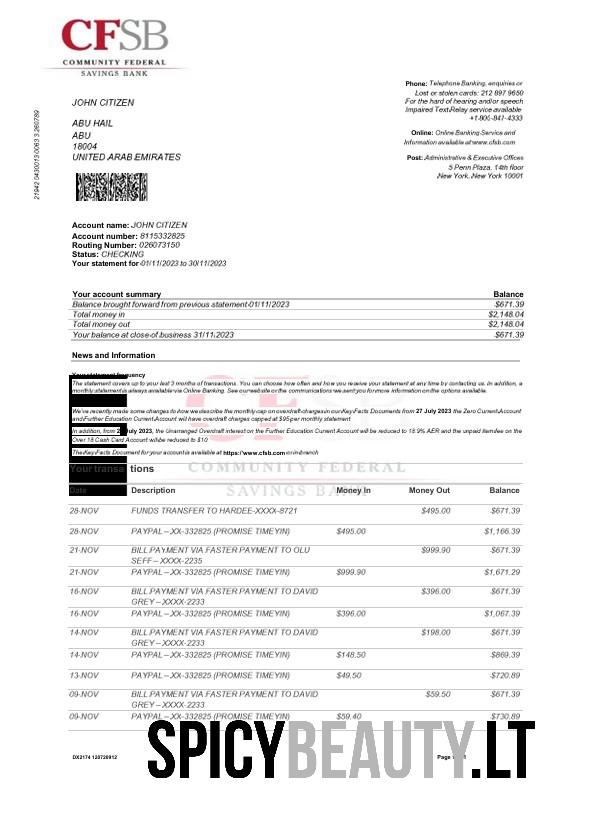 CFSB
COMMUNITY FEDERAL
SAVINGS BANK
Phone: Telephone Banking, enquiries or
Lost or stolen cards: 212 897 9650
For the hard of hearing and/or speech
Impaired Text Relay service available
+1-800-841-4333
Online: Online Banking Service and
Information available at www.cfsb.com
Post: Administrative & Executive Offices
5 Penn Plaza, 14th floor
New York, New York 10001
JOHN CITIZEN
ABU HAIL
ABU
18004
UNITED ARAB EMIRATES
Account name: JOHN CITIZEN
Account number: 8115332825
Routing Number: 026073150
Status: CHECKING
Your statement for 01/11/2023 to 30/11/2023
Your account summary Balance
Balance brought forward from previous statement 01/11/2023 $671.39
Total money in $2,148.04
Total money out $2,148.04
Your balance at close of business 31/11/2023 $671.39
News and Information
Your statement frequency
The statement covers up to your last 3 months of transactions. You can choose how often and how you receive your statement at any time by contacting us. In addition, a
monthly statement is always available via Online Banking. See our website or the communications we sent you for more information on the options available.
We've recently made some changes to how we describe the monthly cap on overdraft charges in our Key Facts Documents from 27 July 2023 the Zero Current Account
and Further Education Current Account will have overdraft charges capped at $95 per monthly statement
In addition, from 2 July 2023, the Unarranged Overdraft interest on the Further Education Current Account will be reduced to 18.9% AER and the unpaid item fee on the
Over 18 Cash Card Account will be reduced to $10
The Key Facts Document for your account is available at https://www.cfsb.com or in branch
CFSB
COMMUNITY FEDERAL
SAVINGS BANK
Your transactions
Date Description Money In Money Out Balance
28-NOV FUNDS TRANSFER TO HARDEE-XXXX-8721 $495.00 $671.39
28-NOV PAYPAL – XX-332825 (PROMISE TIMEYIN) $495.00 $1,166.39
21-NOV BILL PAYMENT VIA FASTER PAYMENT TO OLU $999.90 $671.39
SEFF – XXXX-2235
21-NOV PAYPAL – XX-332825 (PROMISE TIMEYIN) $999.90 $1,671.29
16-NOV BILL PAYMENT VIA FASTER PAYMENT TO DAVID $396.00 $671.39
GREY – XXXX-2233
16-NOV PAYPAL – XX-332825 (PROMISE TIMEYIN) $396.00 $1,067.39
14-NOV BILL PAYMENT VIA FASTER PAYMENT TO DAVID $198.00 $671.39
GREY – XXXX-2233
14-NOV PAYPAL – XX-332825 (PROMISE TIMEYIN) $148.50 $869.39
13-NOV PAYPAL – XX-332825 (PROMISE TIMEYIN) $49.50 $720.89
09-NOV BILL PAYMENT VIA FASTER PAYMENT TO DAVID $59.50 $671.39
GREY – XXXX-2233
09-NOV PAYPAL – XX-332825 (PROMISE TIMEYIN) $59.40 $730.89
SPICYBEAUTY.LT
DX2174 120720912
Page